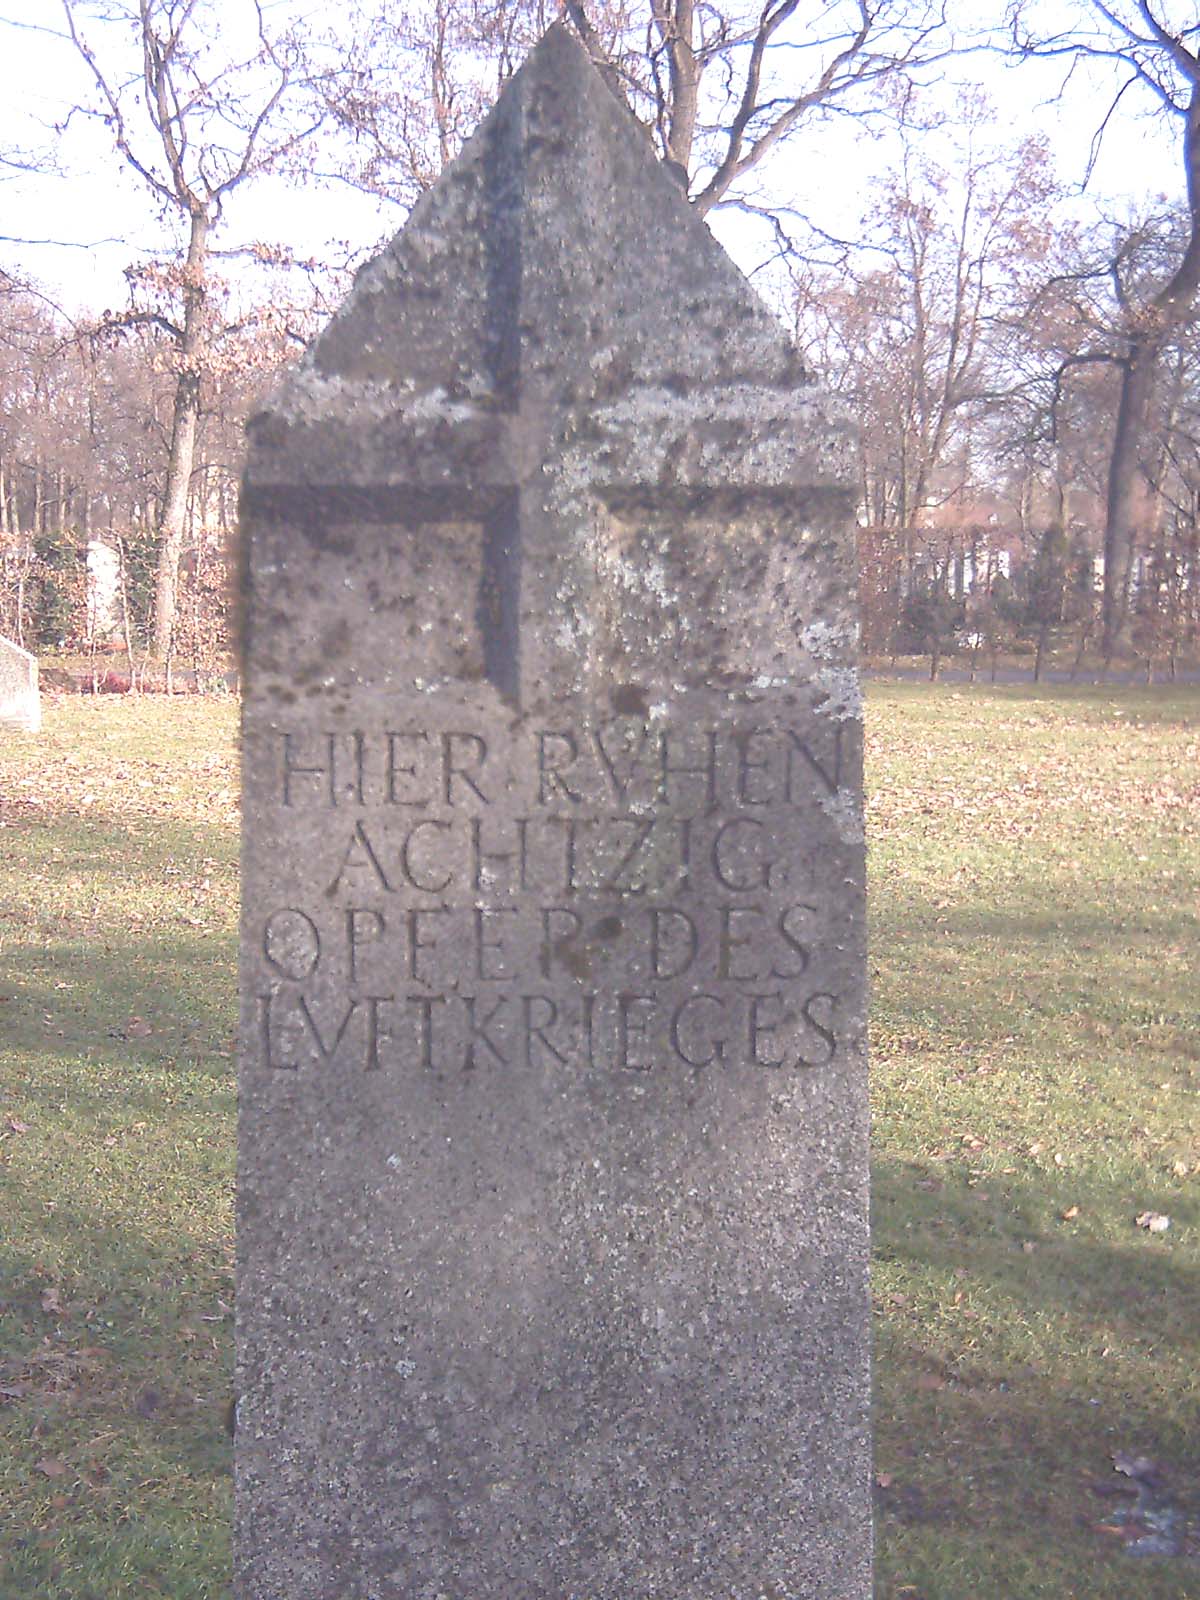 HIER RVHEN
ACHTZIG
OPFER DES
LVFTKRIEGES